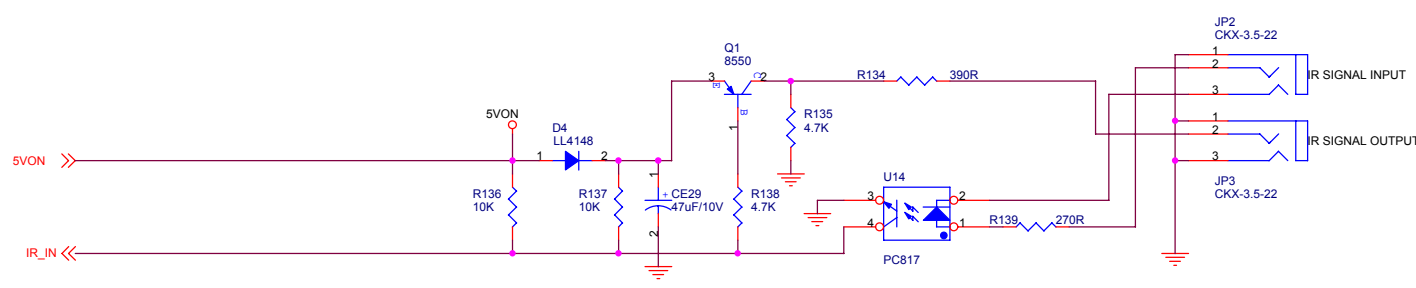 JP2
CKX-3.5-22
1
2
3
IR SIGNAL INPUT
Q1
8550
3
E
C
2
B
1
R134
390R
R135
4.7K
1
2
3
IR SIGNAL OUTPUT
JP3
CKX-3.5-22
5VON
5VON
D4
LL4148
1
2
R136
10K
R137
10K
1
+
CE29
47uF/10V
2
R138
4.7K
U14
3
4
2
1
PC817
R139
270R
IR_IN